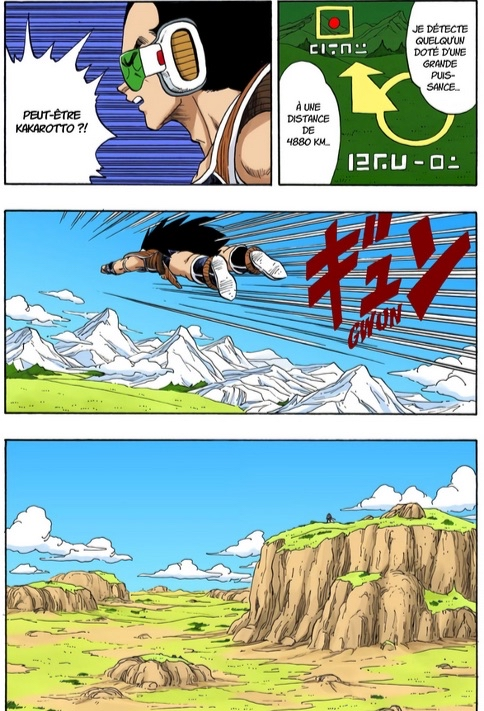 JE DÉTECTE
QUELQU'UN
DOTÉ D'UNE
GRANDE
PUIS-
SANCE...
À UNE
DISTANCE
DE
4880 KM...
PEUT-ÊTRE
KAKAROTTO ?!
ギュン
GWUN